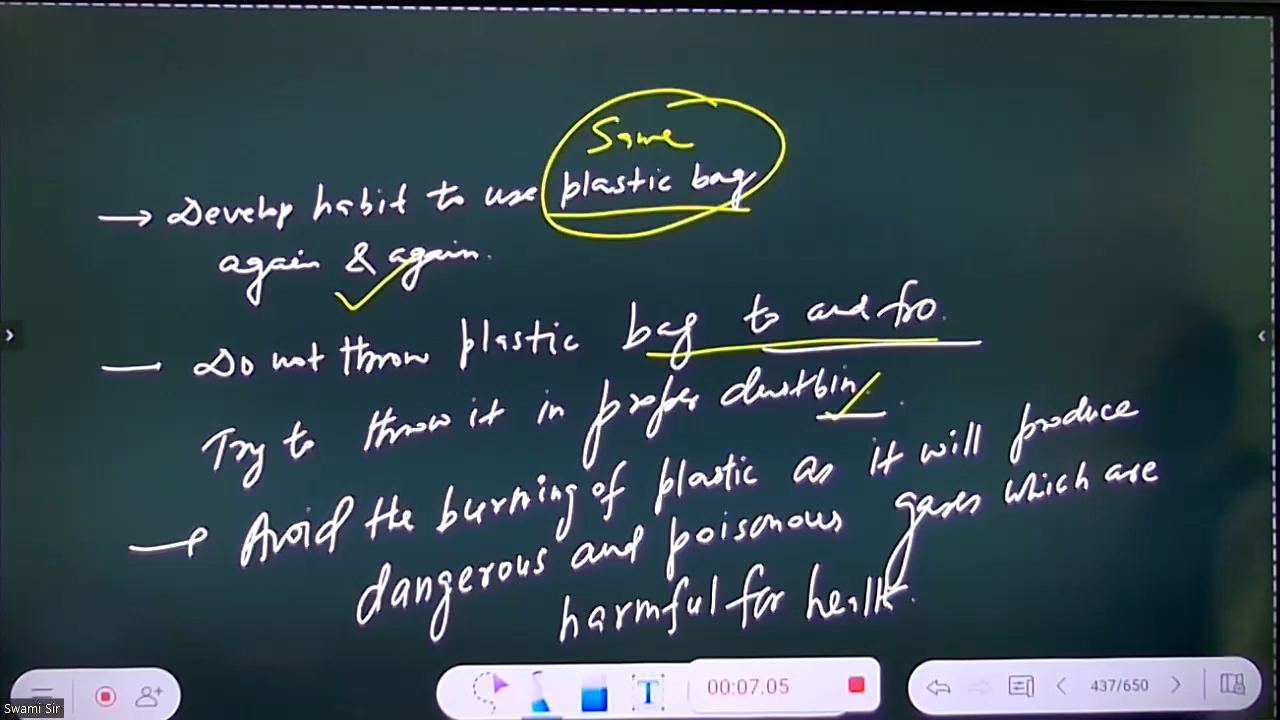 Same
→ Develop habit to use plastic bag
again & again.
— Do not throw plastic bag to and fro.
Try to throw it in proper dustbin.
→ Avoid the burning of plastic as it will produce
dangerous and poisonous gases which are
harmful for health.
T
00:07.05
437/650
Swami Sir